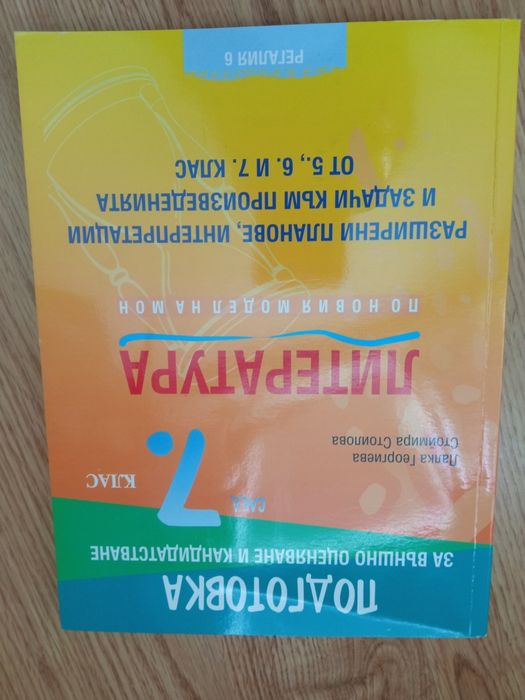 ПОДГОТОВКА
ЗА ВЪНШНО ОЦЕНЯВАНЕ И КАНДИДАТСТВАНЕ
СЛЕД 7. КЛАС
Лалка Георгиева
Стоймира Стоилова
ЛИТЕРАТУРА
ПО НОВИЯ МОДЕЛ НА МОН
РАЗШИРЕНИ ПЛАНОВЕ, ИНТЕРПРЕТАЦИИ
И ЗАДАЧИ КЪМ ПРОИЗВЕДЕНИЯТА
ОТ 5., 6. И 7. КЛАС
РЕГАЛИЯ 6